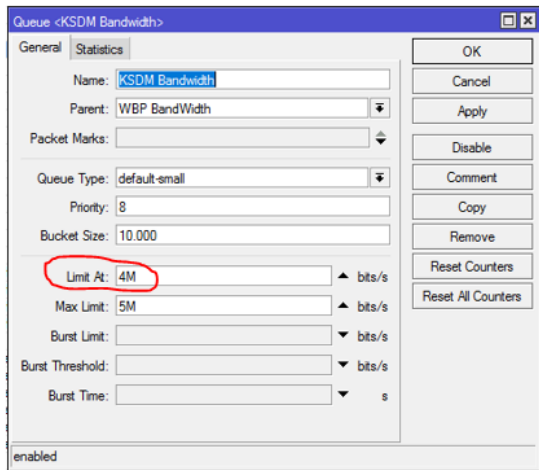 Queue <KSDM Bandwidth>
General Statistics
Name: KSDM Bandwidth
Parent: WBP BandWidth
Packet Marks:
Queue Type: default-small
Priority: 8
Bucket Size: 10.000
Limit At: 4M bits/s
Max Limit: 5M bits/s
Burst Limit: bits/s
Burst Threshold: bits/s
Burst Time: s
OK
Cancel
Apply
Disable
Comment
Copy
Remove
Reset Counters
Reset All Counters
enabled